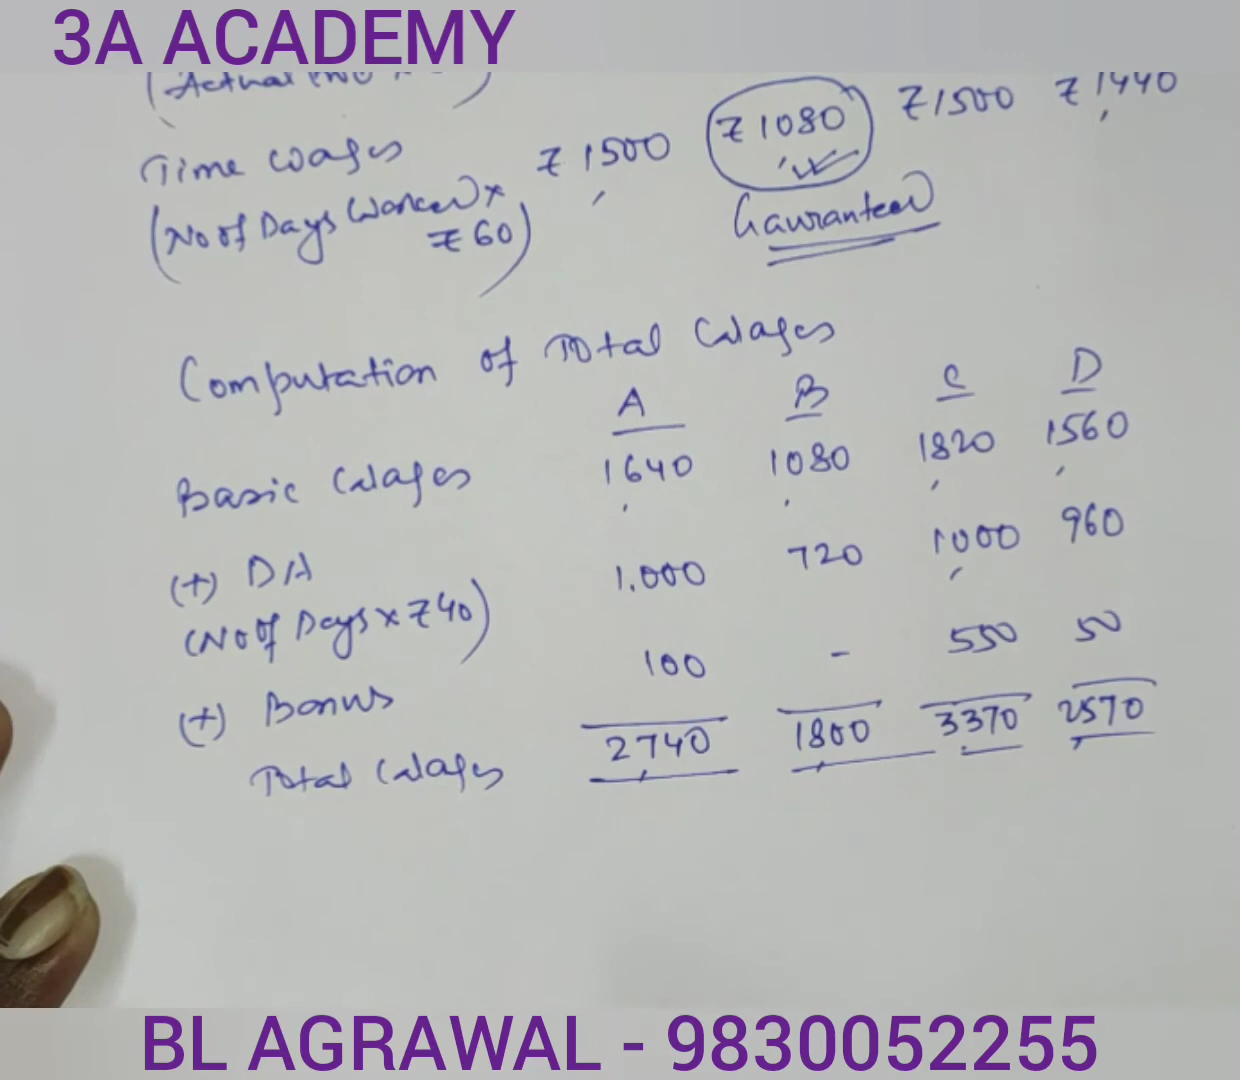 3A ACADEMY
(Actual
Time Wages ₹1500 ₹1080 ₹1500 ₹1440
(No of Days Worked × ₹60) Gauranteed
Computation of Total Wages
A B C D
Basic Wages 1640 1080 1820 1560
(+) DA 1.000 720 1000 960
(No of Days × ₹40)
(+) Bonus 100 - 550 50
Total Wages 2740 1800 3370 2570
BL AGRAWAL - 9830052255